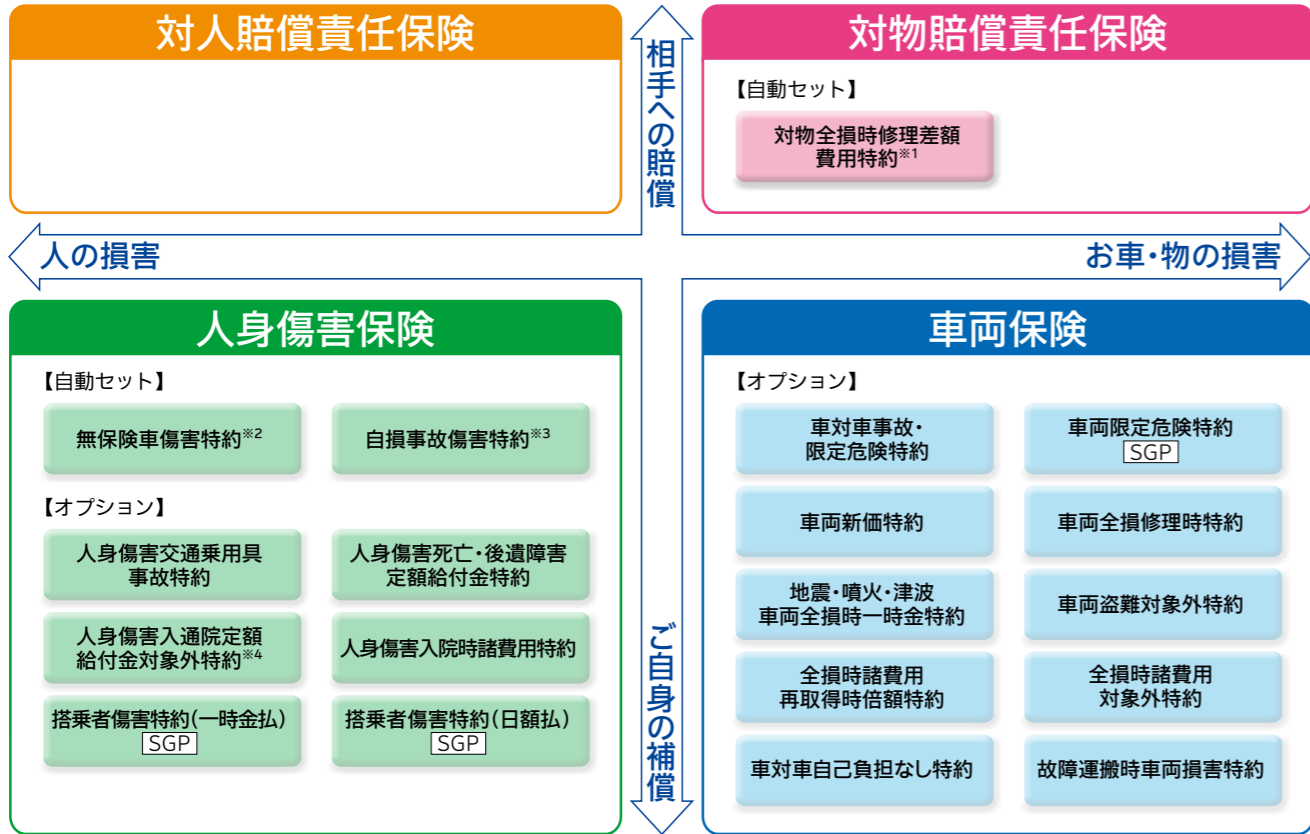 対人賠償責任保険
対物賠償責任保険
【自動セット】
対物全損時修理差額
費用特約※1
相手への賠償
人の損害
お車・物の損害
ご自身の補償
人身傷害保険
【自動セット】
無保険車傷害特約※2
自損事故傷害特約※3
【オプション】
人身傷害交通乗用具
事故特約
人身傷害死亡・後遺障害
定額給付金特約
人身傷害入通院定額
給付金対象外特約※4
人身傷害入院時諸費用特約
搭乗者傷害特約(一時金払)
SGP
搭乗者傷害特約(日額払)
SGP
車両保険
【オプション】
車対車事故・
限定危険特約
車両限定危険特約
SGP
車両新価特約
車両全損修理時特約
地震・噴火・津波
車両全損時一時金特約
車両盗難対象外特約
全損時諸費用
再取得時倍額特約
全損時諸費用
対象外特約
車対車自己負担なし特約
故障運搬時車両損害特約